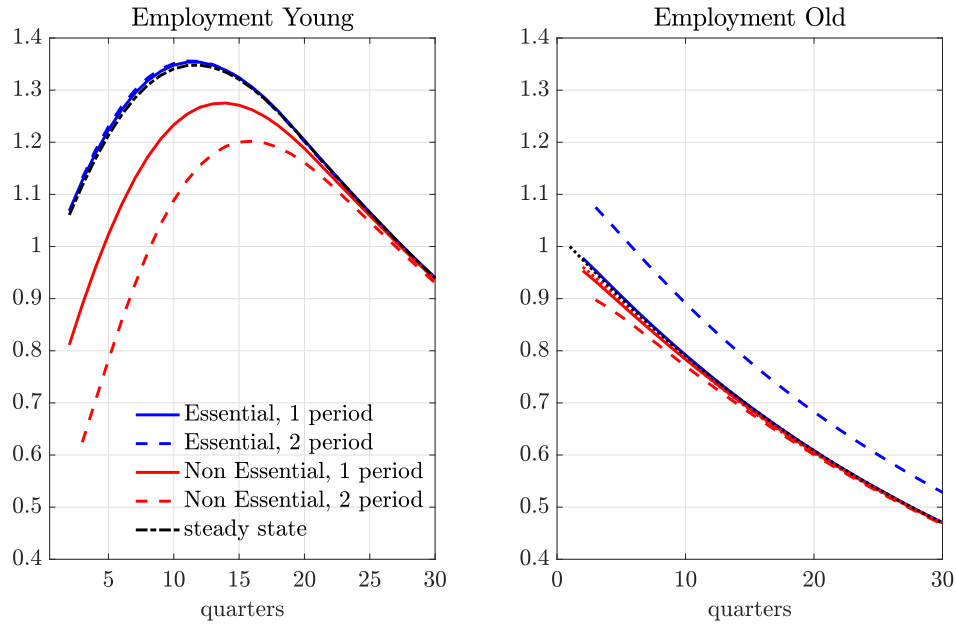 Employment Young
1.4
1.3
1.2
1.1
1
0.9
0.8
0.7
0.6
0.5
0.4
Essential, 1 period
Essential, 2 period
Non Essential, 1 period
Non Essential, 2 period
steady state
5 10 15 20 25 30
quarters
Employment Old
1.4
1.3
1.2
1.1
1
0.9
0.8
0.7
0.6
0.5
0.4
0 10 20 30
quarters